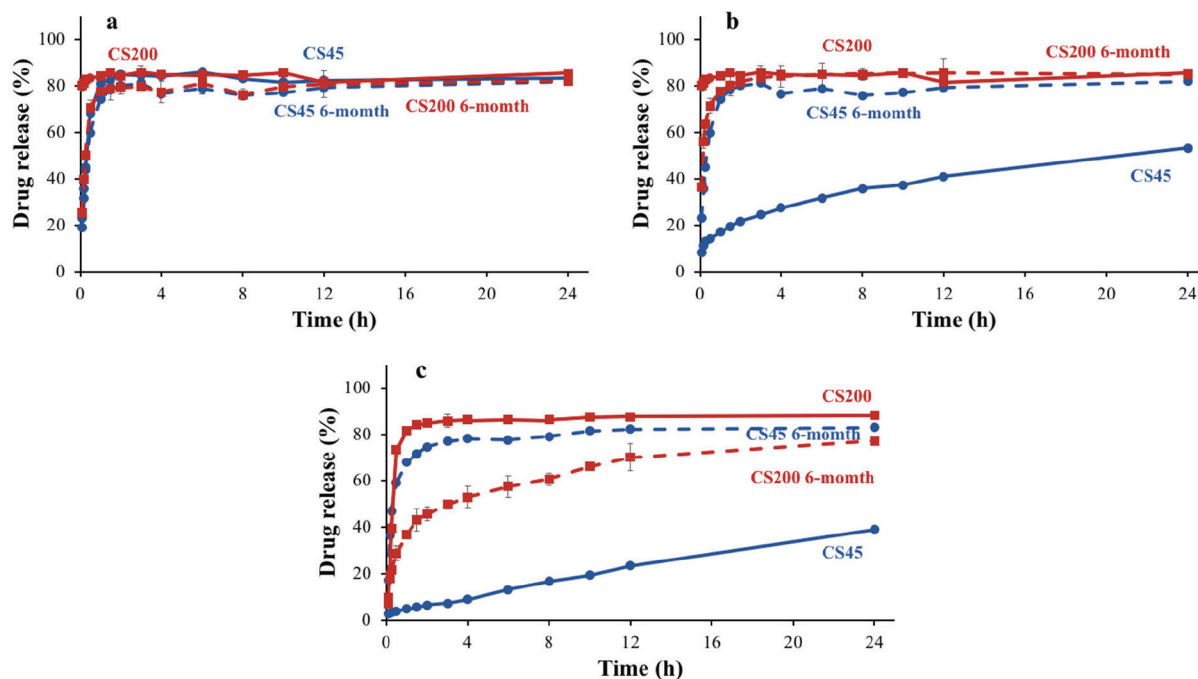 a
100
80
60
40
20
0
Drug release (%)
CS200
CS45
CS45 6-momth
CS200 6-momth
0 4 8 12 16 20 24
Time (h)
b
100
80
60
40
20
0
Drug release (%)
CS200
CS200 6-momth
CS45 6-momth
CS45
0 4 8 12 16 20 24
Time (h)
c
100
80
60
40
20
0
Drug release (%)
CS200
CS45 6-momth
CS200 6-momth
CS45
0 4 8 12 16 20 24
Time (h)